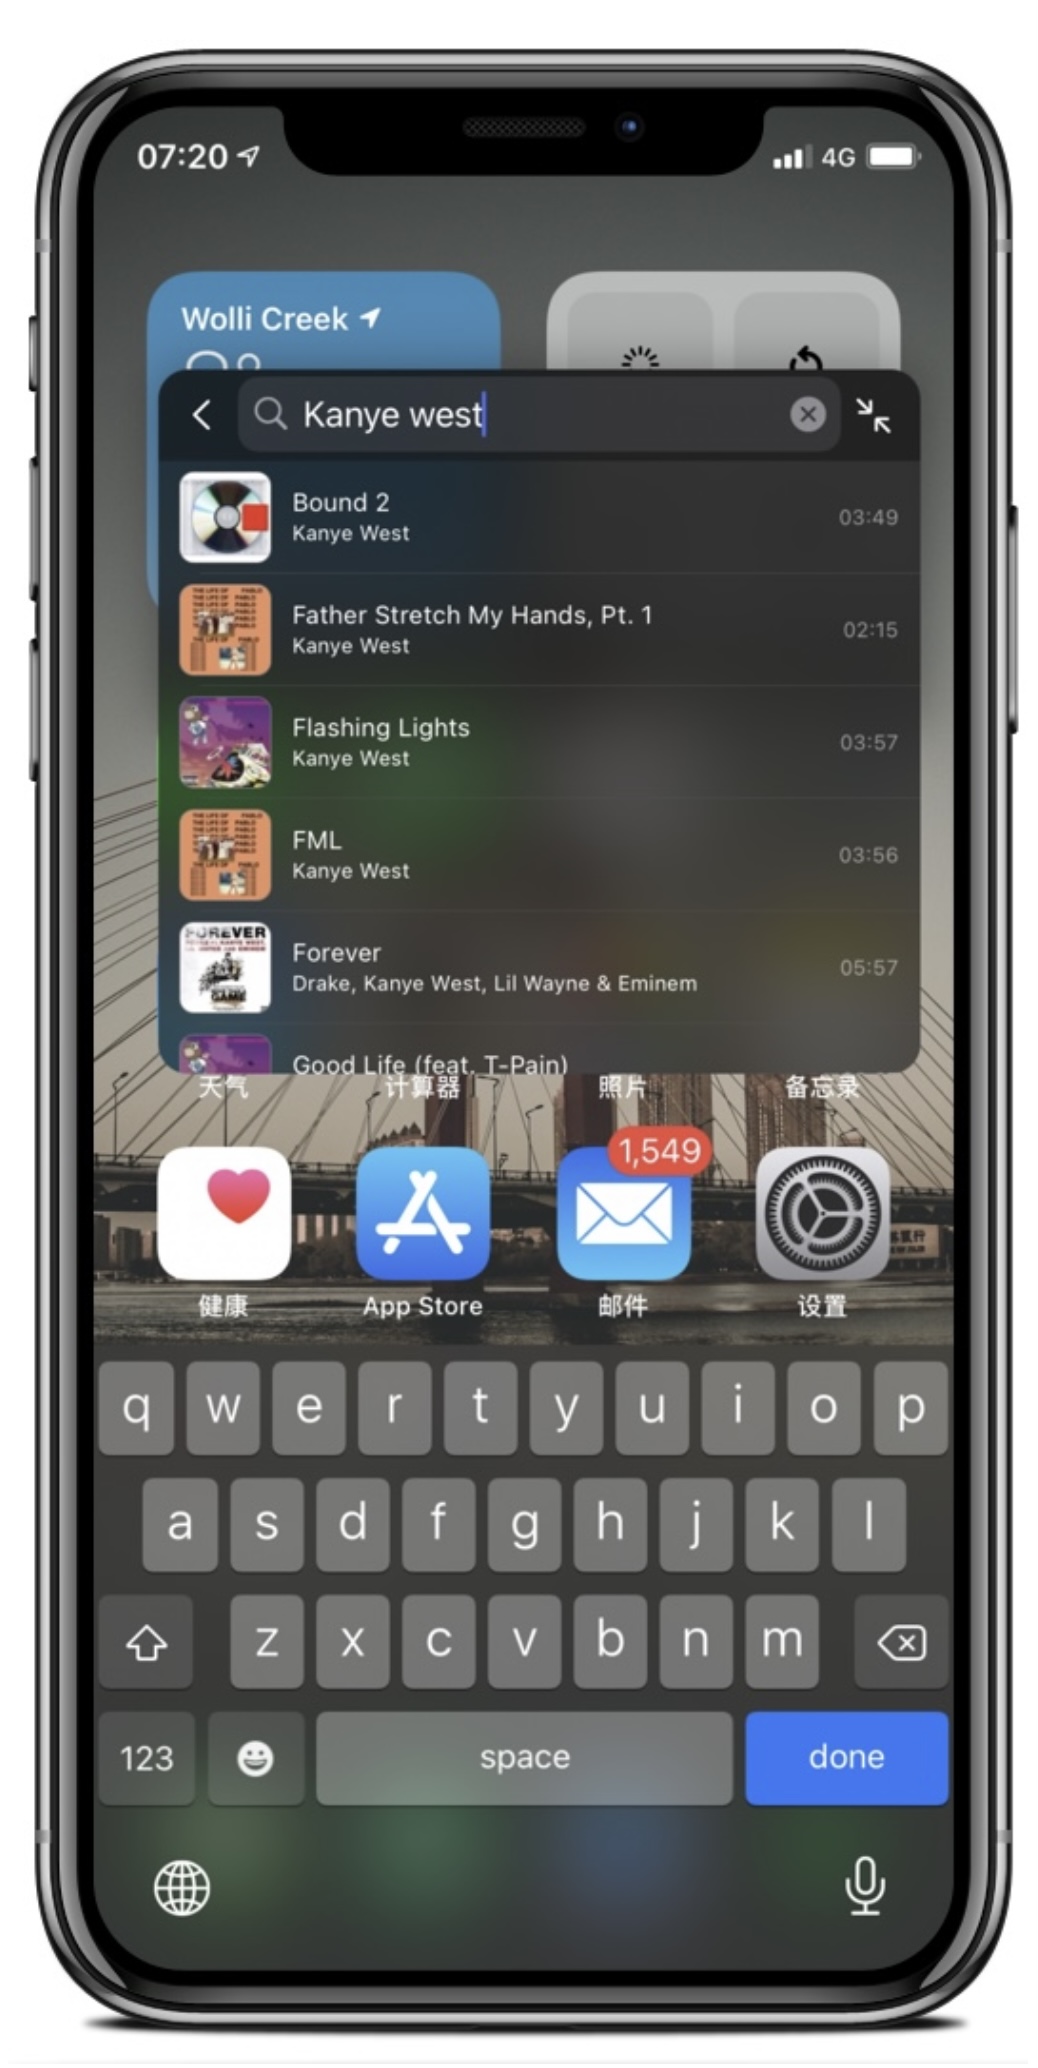 07:20
4G
Wolli Creek
Kanye west
Bound 2
Kanye West
03:49
Father Stretch My Hands, Pt. 1
Kanye West
02:15
Flashing Lights
Kanye West
03:57
FML
Kanye West
03:56
FOREVER
Forever
Drake, Kanye West, Lil Wayne & Eminem
05:57
Good Life (feat. T-Pain)
天气 计算器 照片 备忘录
1,549
健康 App Store 邮件 设置
q w e r t y u i o p
a s d f g h j k l
z x c v b n m
123 space done